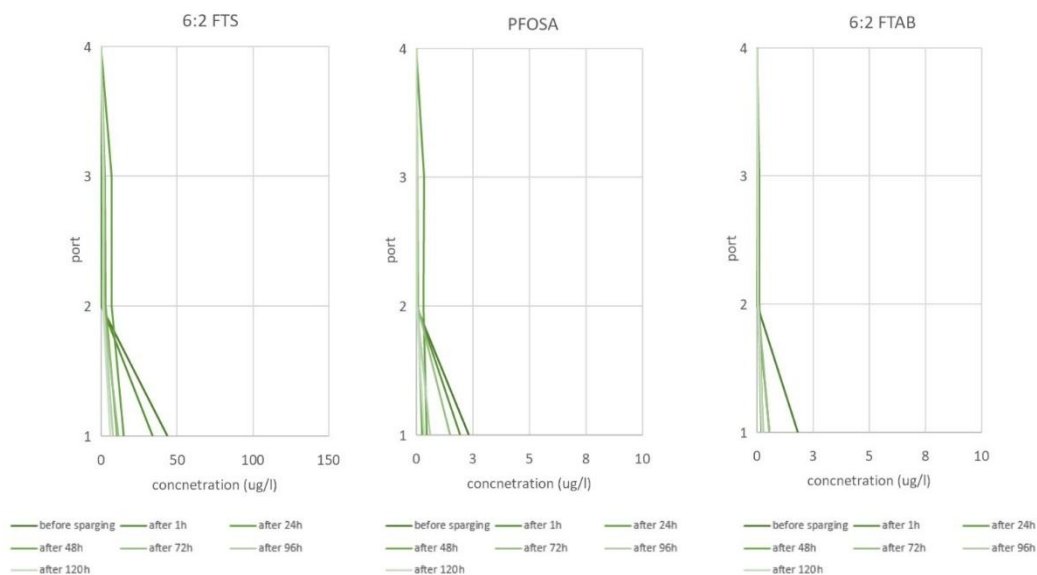 6:2 FTS
4
3
2
1
port
0
50
100
150
concnetration (ug/l)
before sparging
after 1h
after 24h
after 48h
after 72h
after 96h
after 120h
PFOSA
4
3
2
1
port
0
3
5
8
10
concnetration (ug/l)
before sparging
after 1h
after 24h
after 48h
after 72h
after 96h
after 120h
6:2 FTAB
4
3
2
1
port
0
3
5
8
10
concnetration (ug/l)
before sparging
after 1h
after 24h
after 48h
after 72h
after 96h
after 120h